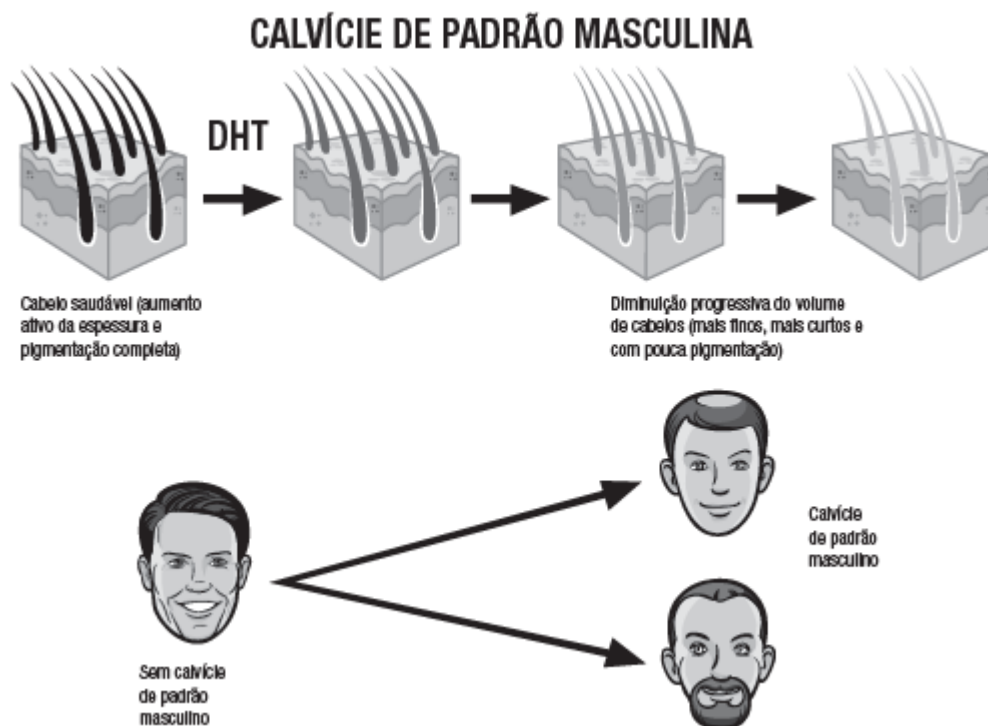 CALVÍCIE DE PADRÃO MASCULINA
DHT
Cabelo saudável (aumento
ativo da espessura e
pigmentação completa)
Diminuição progressiva do volume
de cabelos (mais finos, mais curtos e
com pouca pigmentação)
Calvície
de padrão
masculino
Sem calvície
de padrão
masculino